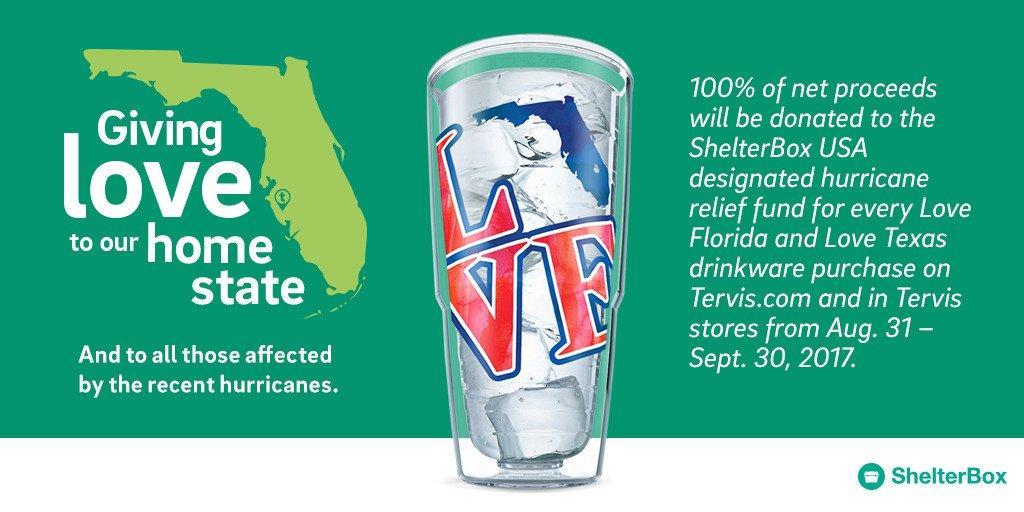 Giving
love
to our home
state
And to all those affected
by the recent hurricanes.
t
L
VE
100% of net proceeds
will be donated to the
ShelterBox USA
designated hurricane
relief fund for every Love
Florida and Love Texas
drinkware purchase on
Tervis.com and in Tervis
stores from Aug. 31 –
Sept. 30, 2017.
ShelterBox